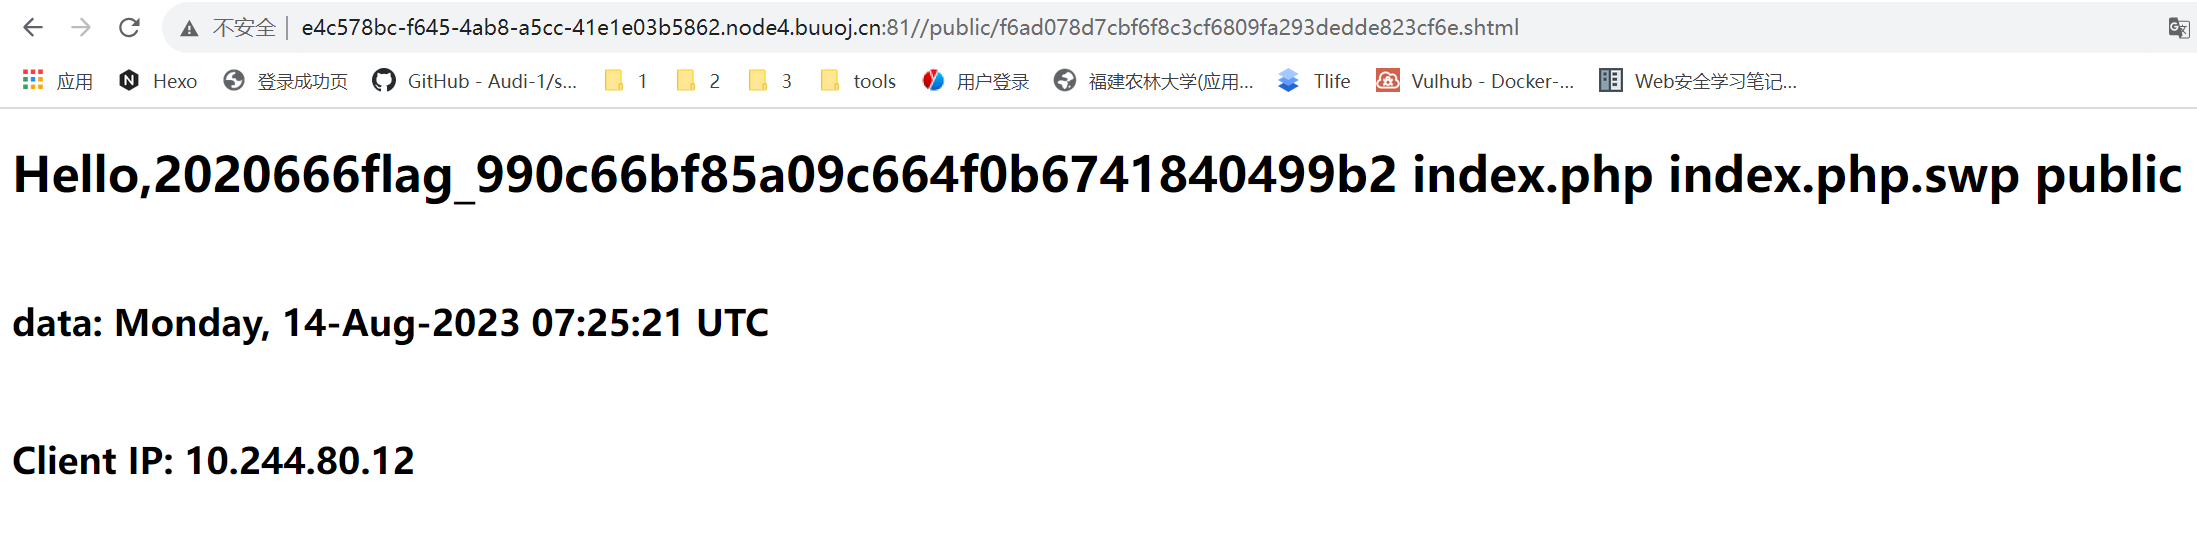 不安全 e4c578bc-f645-4ab8-a5cc-41e1e03b5862.node4.buuoj.cn:81//public/f6ad078d7cbf6f8c3cf6809fa293dedde823cf6e.shtml
应用 Hexo 登录成功页 GitHub - Audi-1/s... 1 2 3 tools 用户登录 福建农林大学(应用... Tlife Vulhub - Docker-... Web安全学习笔记...
Hello,2020666flag_990c66bf85a09c664f0b6741840499b2 index.php index.php.swp public
data: Monday, 14-Aug-2023 07:25:21 UTC
Client IP: 10.244.80.12